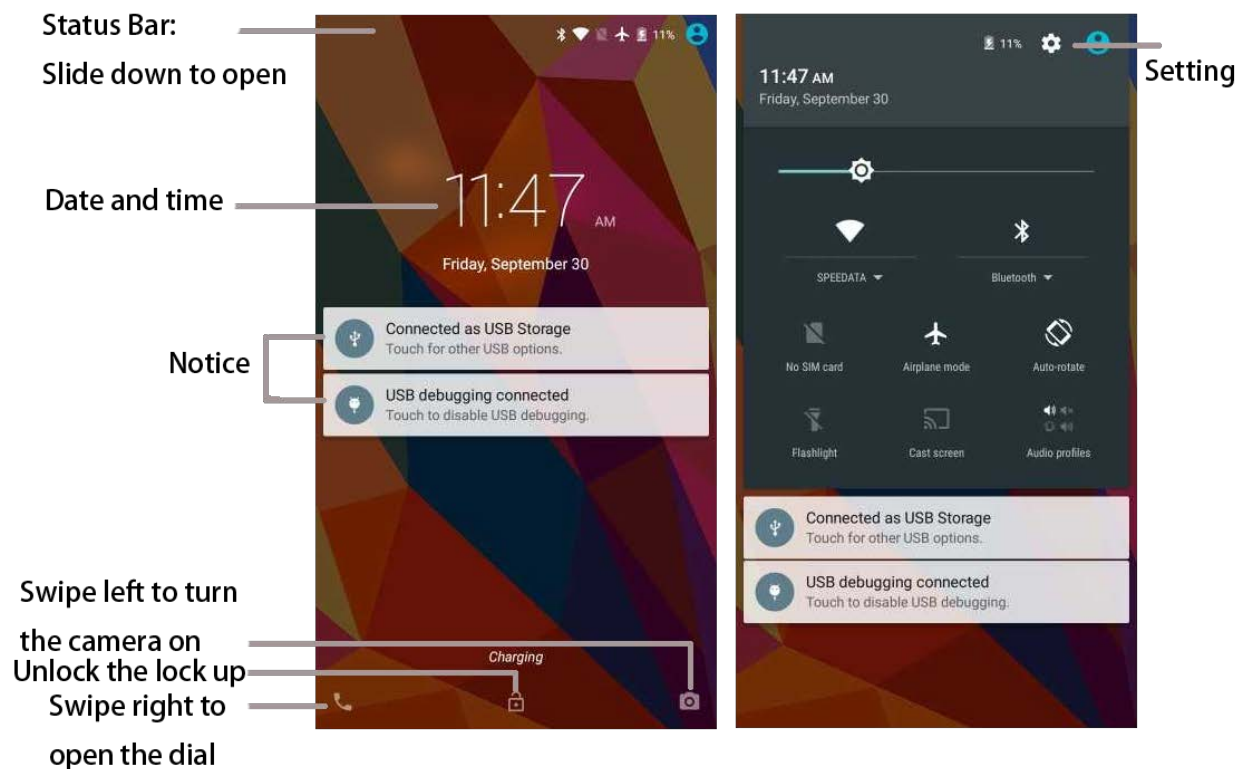 Status Bar:
Slide down to open
Date and time
Notice
Swipe left to turn
the camera on
Unlock the lock up
Swipe right to
open the dial
11%
11:47 AM
Friday, September 30
Connected as USB Storage
Touch for other USB options.
USB debugging connected
Touch to disable USB debugging.
Charging
11%
Setting
11:47 AM
Friday, September 30
SPEEDATA
Bluetooth
No SIM card
Airplane mode
Auto-rotate
Flashlight
Cast screen
Audio profiles
Connected as USB Storage
Touch for other USB options.
USB debugging connected
Touch to disable USB debugging.